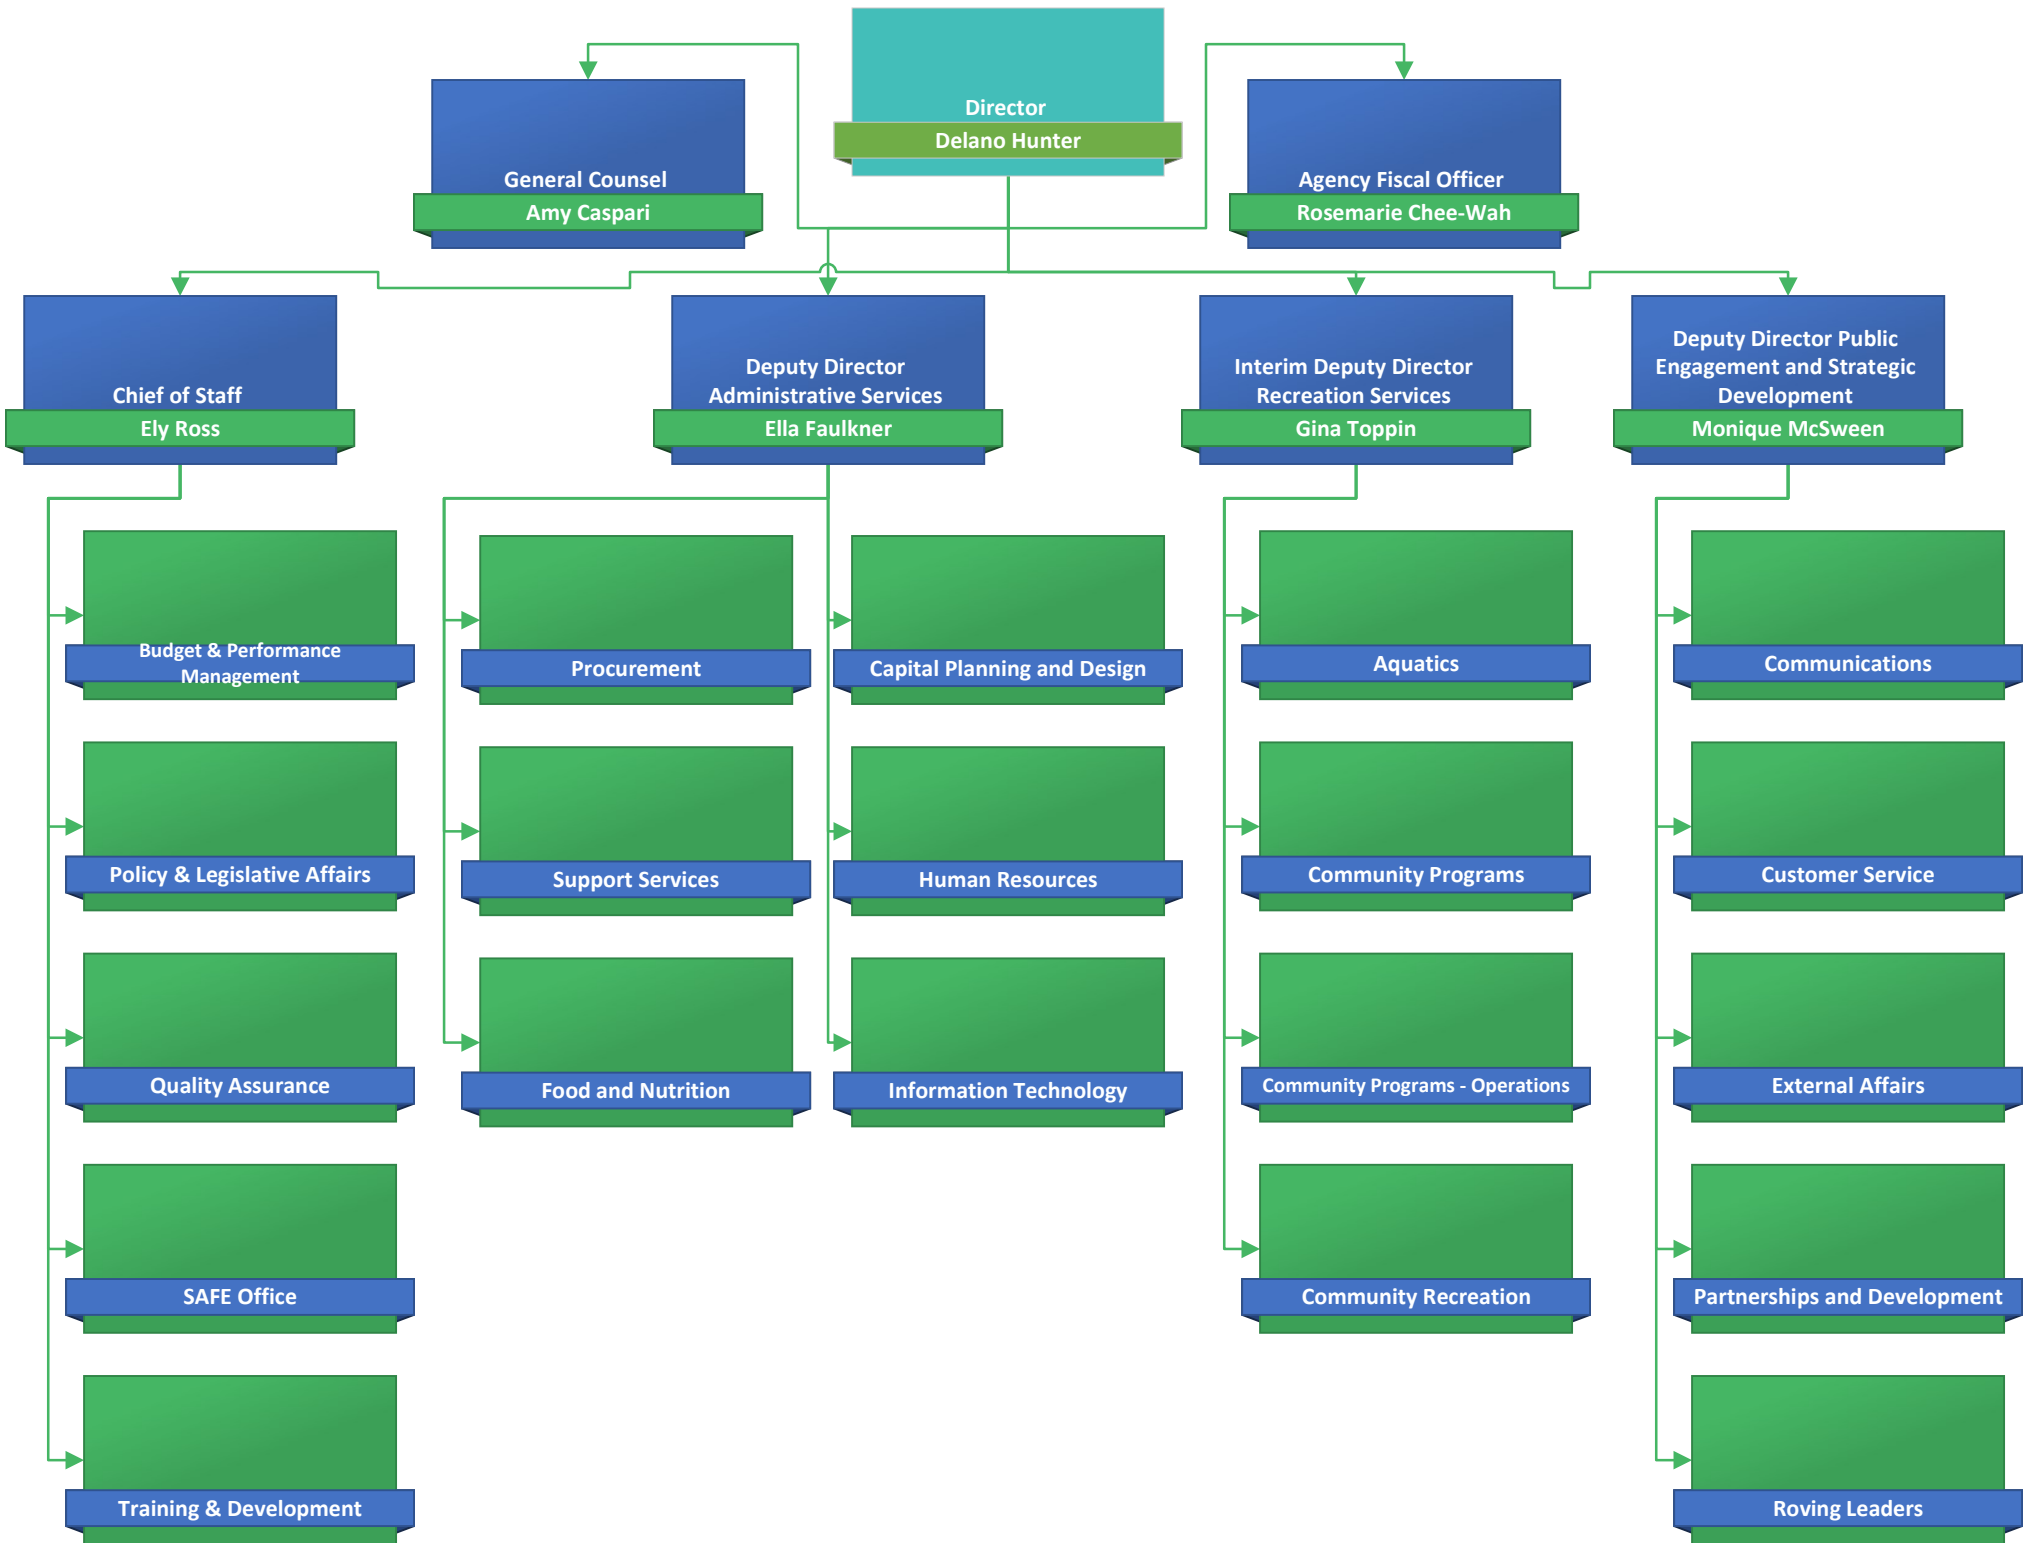 Director
Delano Hunter
General Counsel
Amy Caspari
Agency Fiscal Officer
Rosemarie Chee-Wah
Chief of Staff
Ely Ross
Deputy Director
Administrative Services
Ella Faulkner
Interim Deputy Director
Recreation Services
Gina Toppin
Deputy Director Public
Engagement and Strategic
Development
Monique McSween
Budget & Performance
Management
Policy & Legislative Affairs
Quality Assurance
SAFE Office
Training & Development
Procurement
Support Services
Food and Nutrition
Capital Planning and Design
Human Resources
Information Technology
Aquatics
Community Programs
Community Programs - Operations
Community Recreation
Communications
Customer Service
External Affairs
Partnerships and Development
Roving Leaders